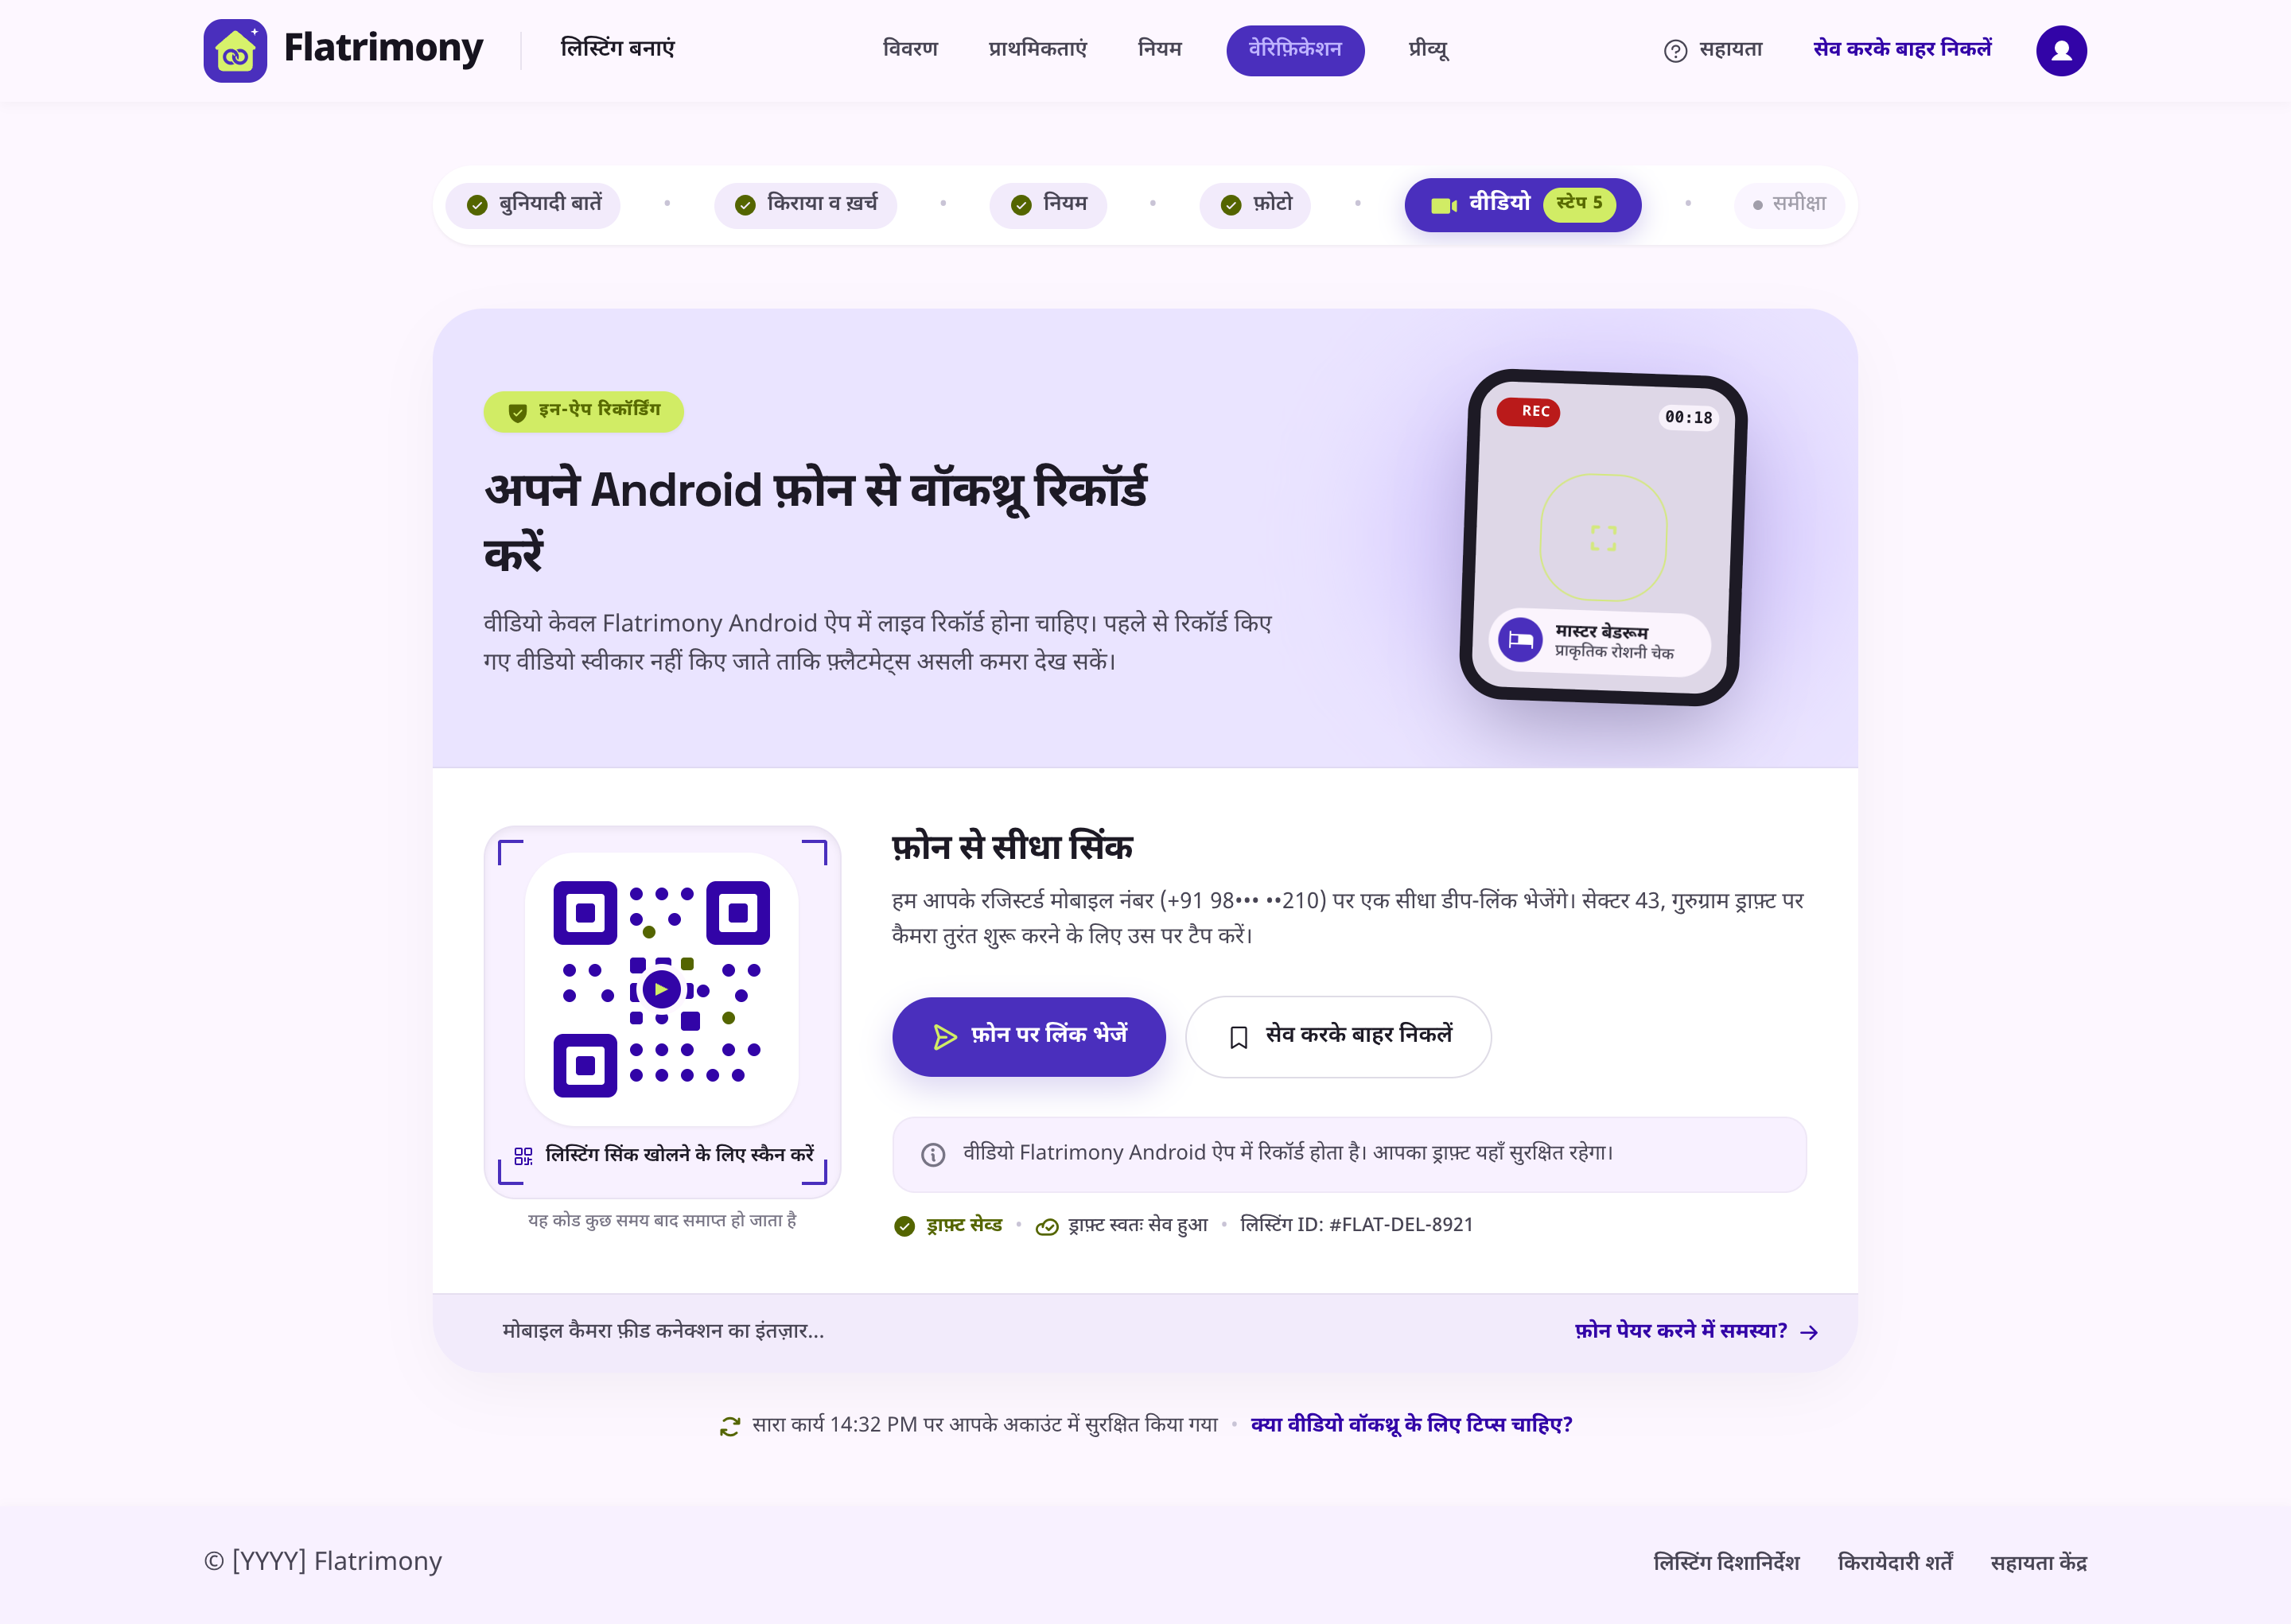 Flatrimony
लिस्टिंग बनाएं
विवरण
प्राथमिकताएं
नियम
वेरिफ़िकेशन
प्रीव्यू
सहायता
सेव करके बाहर निकलें
बुनियादी बातें
किराया व ख़र्च
नियम
फ़ोटो
वीडियो
स्टेप 5
समीक्षा
इन-ऐप रिकॉर्डिंग
अपने Android फ़ोन से वॉकथ्रू रिकॉर्ड
करें
वीडियो केवल Flatrimony Android ऐप में लाइव रिकॉर्ड होना चाहिए। पहले से रिकॉर्ड किए
गए वीडियो स्वीकार नहीं किए जाते ताकि फ़्लैटमेट्स असली कमरा देख सकें।
REC
00:18
मास्टर बेडरूम
प्राकृतिक रोशनी चेक
लिस्टिंग सिंक खोलने के लिए स्कैन करें
यह कोड कुछ समय बाद समाप्त हो जाता है
फ़ोन से सीधा सिंक
हम आपके रजिस्टर्ड मोबाइल नंबर (+91 98••• ••210) पर एक सीधा डीप-लिंक भेजेंगे। सेक्टर 43, गुरुग्राम ड्राफ़्ट पर
कैमरा तुरंत शुरू करने के लिए उस पर टैप करें।
फ़ोन पर लिंक भेजें
सेव करके बाहर निकलें
वीडियो Flatrimony Android ऐप में रिकॉर्ड होता है। आपका ड्राफ़्ट यहाँ सुरक्षित रहेगा।
ड्राफ़्ट सेव्ड • ड्राफ़्ट स्वतः सेव हुआ • लिस्टिंग ID: #FLAT-DEL-8921
मोबाइल कैमरा फ़ीड कनेक्शन का इंतज़ार...
फ़ोन पेयर करने में समस्या? →
सारा कार्य 14:32 PM पर आपके अकाउंट में सुरक्षित किया गया • क्या वीडियो वॉकथ्रू के लिए टिप्स चाहिए?
© [YYYY] Flatrimony
लिस्टिंग दिशानिर्देश
किरायेदारी शर्तें
सहायता केंद्र